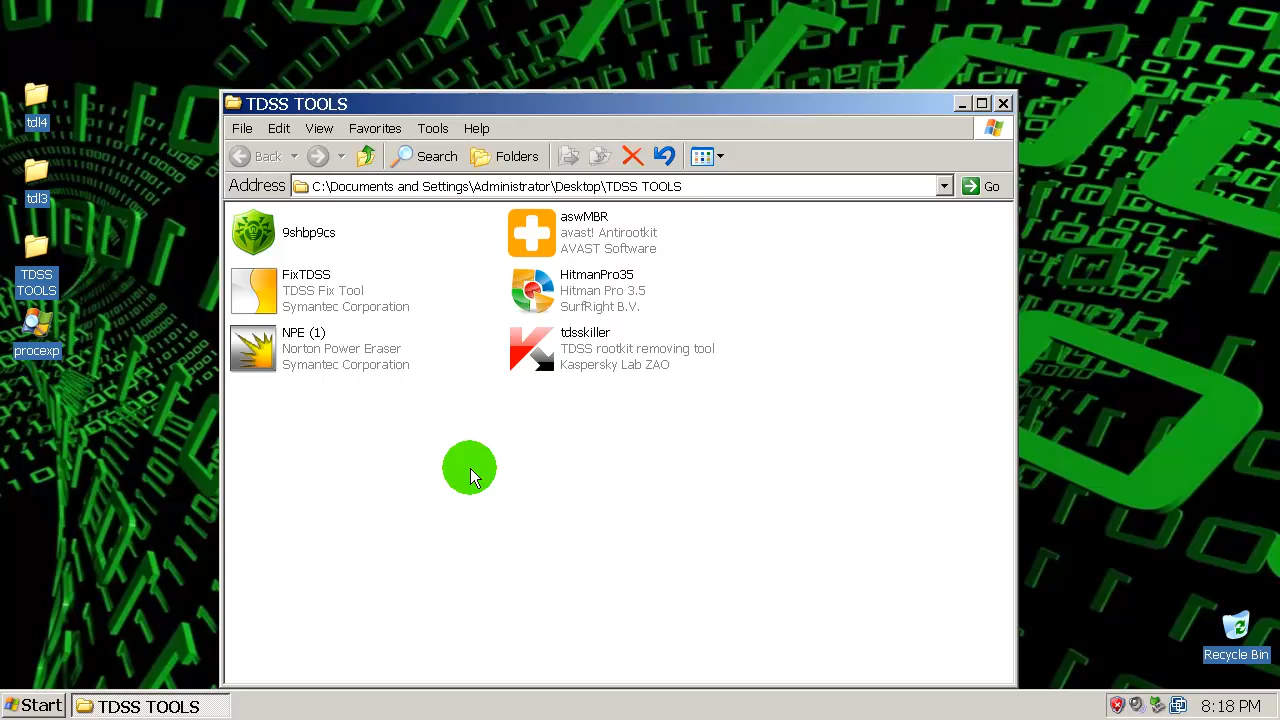 tdl4
tdl3
TDSS
TOOLS
procexp
TDSS TOOLS
File Edit View Favorites Tools Help
Back Search Folders
Address C:\Documents and Settings\Administrator\Desktop\TDSS TOOLS Go
9shbp9cs
aswMBR
avast! Antirootkit
AVAST Software
FixTDSS
TDSS Fix Tool
Symantec Corporation
HitmanPro35
Hitman Pro 3.5
SurfRight B.V.
NPE (1)
Norton Power Eraser
Symantec Corporation
tdsskiller
TDSS rootkit removing tool
Kaspersky Lab ZAO
Recycle Bin
Start TDSS TOOLS 8:18 PM